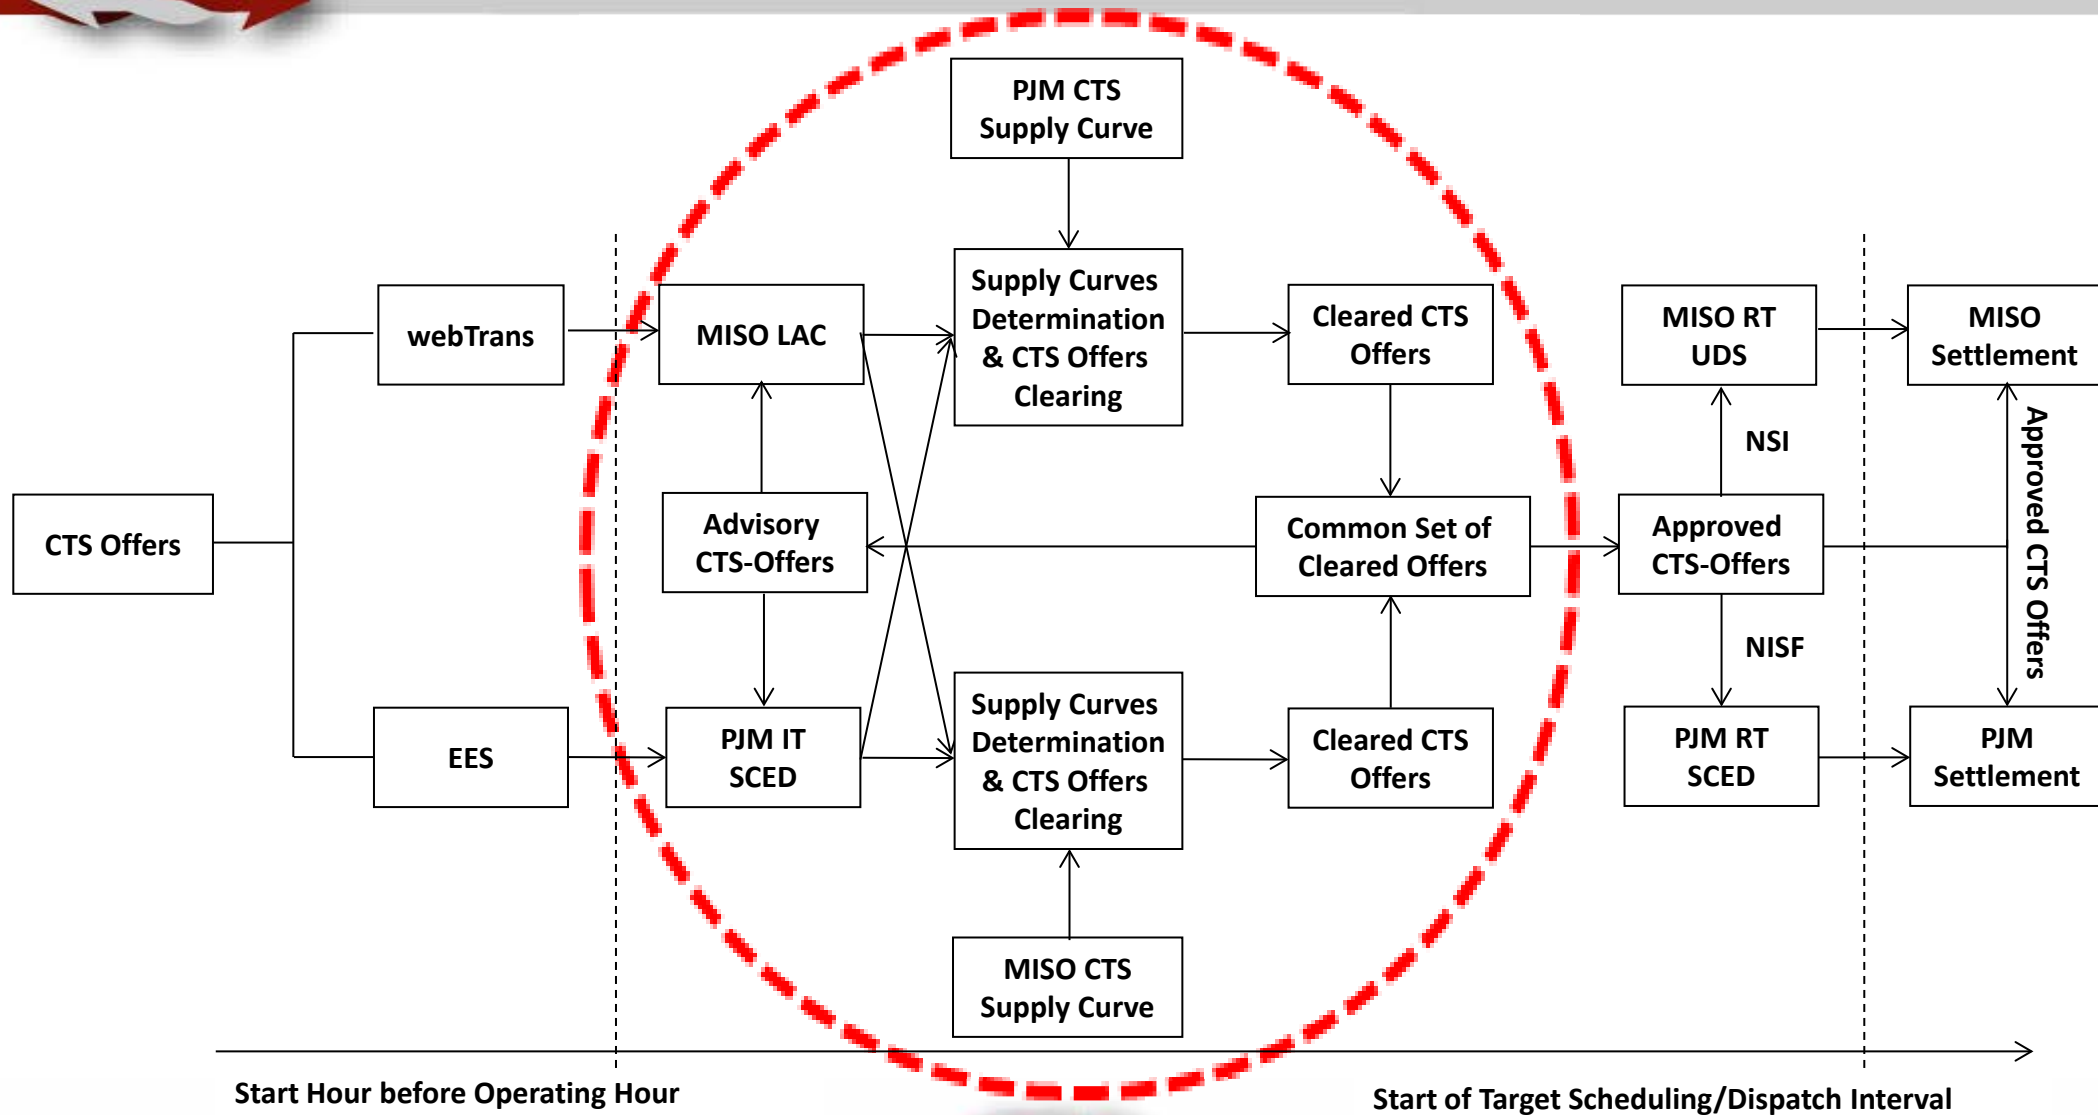 PJM CTS
Supply Curve
CTS Offers
webTrans
EES
MISO LAC
Advisory
CTS-Offers
PJM IT
SCED
Supply Curves
Determination
& CTS Offers
Clearing
Supply Curves
Determination
& CTS Offers
Clearing
MISO CTS
Supply Curve
Cleared CTS
Offers
Common Set of
Cleared Offers
Cleared CTS
Offers
MISO RT
UDS
NSI
Approved
CTS-Offers
NISF
PJM RT
SCED
MISO
Settlement
Approved CTS Offers
PJM
Settlement
Start Hour before Operating Hour
Start of Target Scheduling/Dispatch Interval